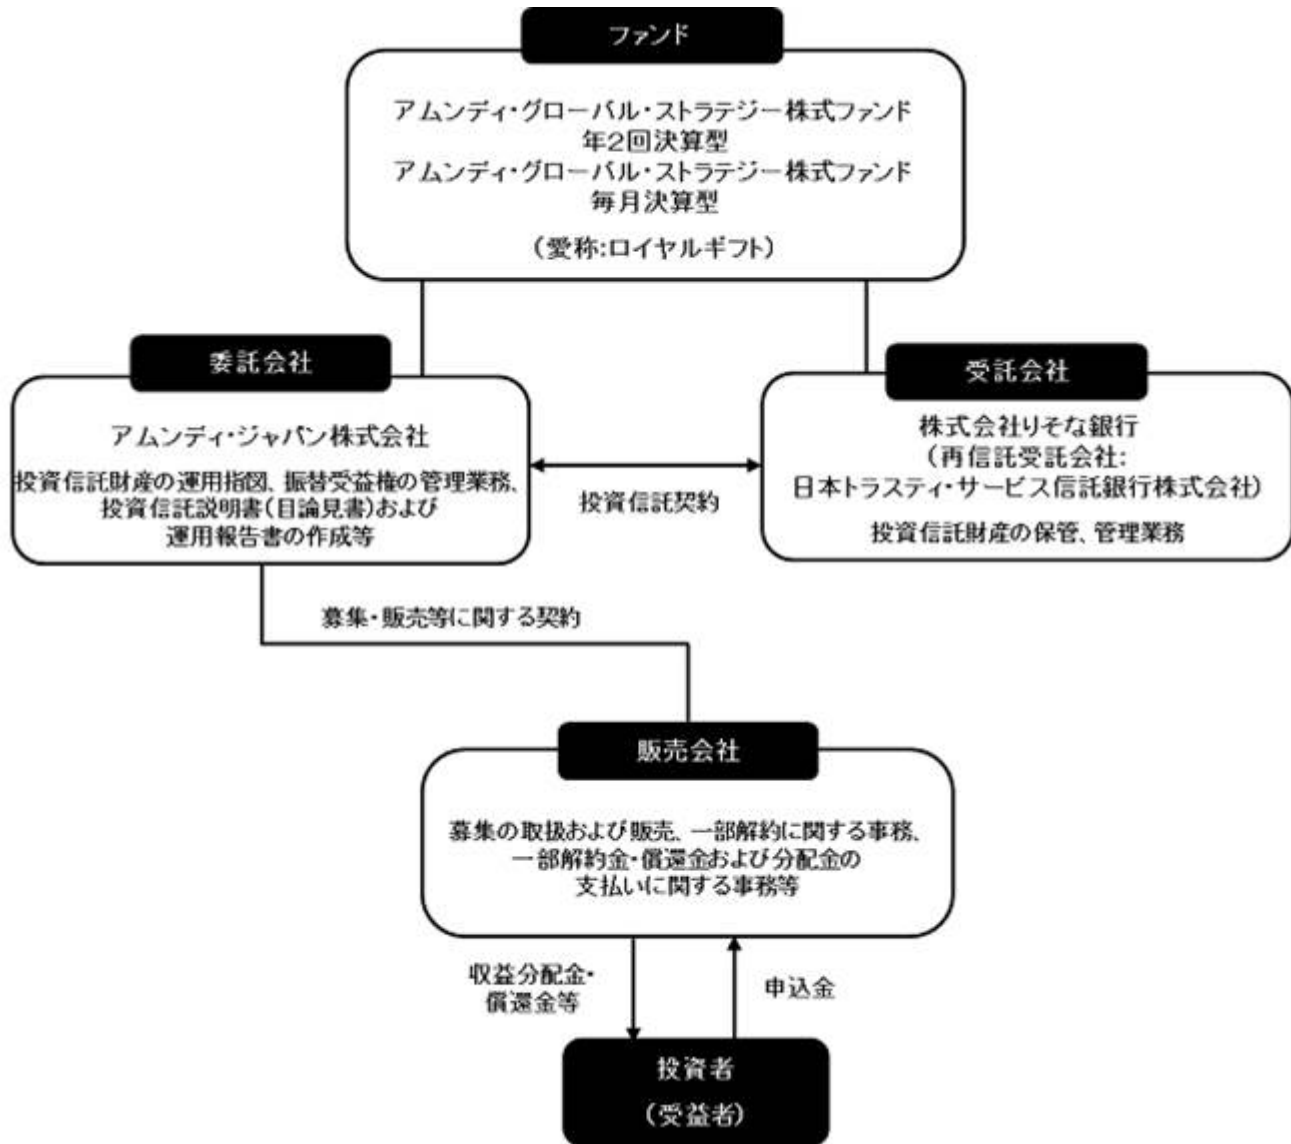 ファンド
アムンディ・グローバル・ストラテジー株式ファンド
年2回決算型
アムンディ・グローバル・ストラテジー株式ファンド
毎月決算型
(愛称:ロイヤルギフト)
委託会社
アムンディ・ジャパン株式会社
投資信託財産の運用指図、振替受益権の管理業務、
投資信託説明書(目論見書)および
運用報告書の作成等
投資信託契約
受託会社
株式会社りそな銀行
(再信託受託会社:
日本トラスティ・サービス信託銀行株式会社)
投資信託財産の保管、管理業務
募集・販売等に関する契約
販売会社
募集の取扱および販売、一部解約に関する事務、
一部解約金・償還金および分配金の
支払いに関する事務等
収益分配金・
償還金等
申込金
投資者
(受益者)